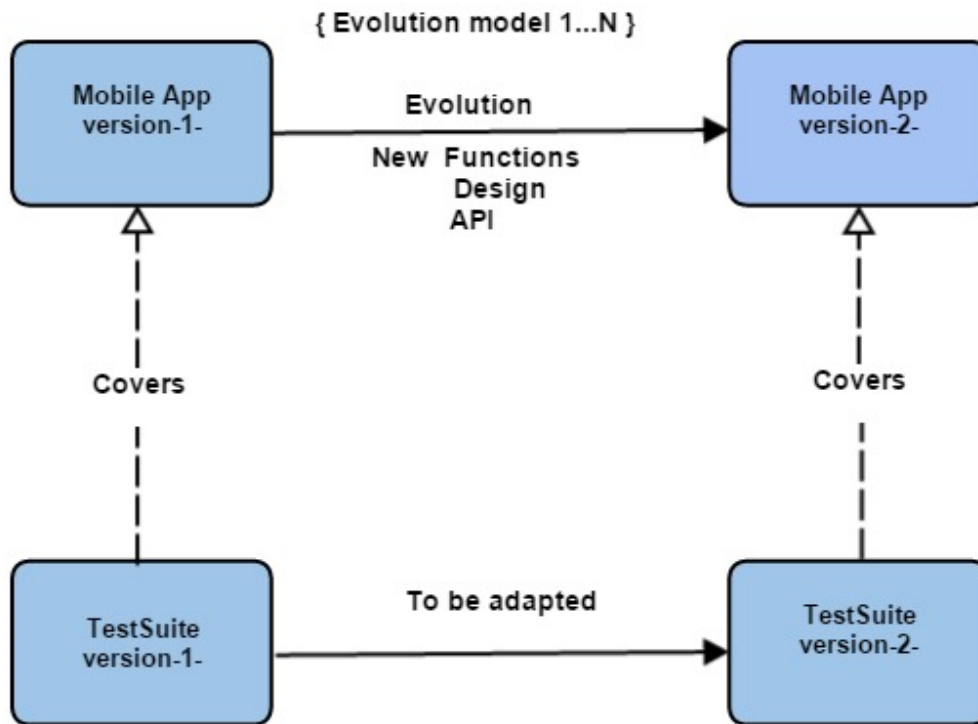 { Evolution model 1...N }
Mobile App
version-1-
Evolution
New Functions
Design
API
Mobile App
version-2-
Covers
Covers
TestSuite
version-1-
To be adapted
TestSuite
version-2-